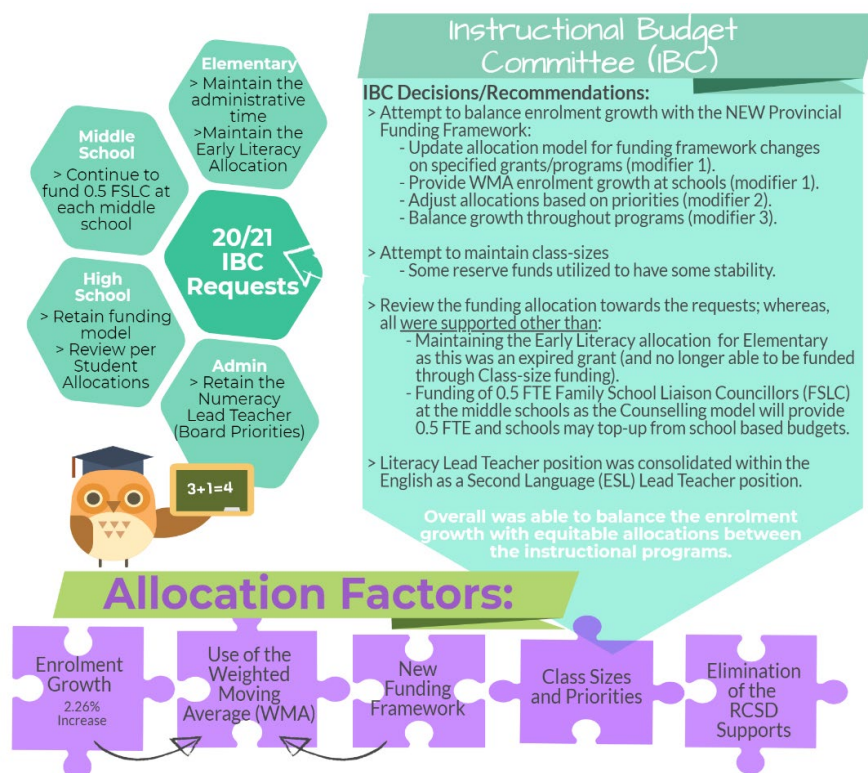 Instructional Budget
Committee (IBC)
Elementary
> Maintain the
administrative
time
>Maintain the
Early Literacy
Allocation
Middle
School
> Continue to
fund 0.5 FSLC at
each middle
school
20/21
IBC
Requests
High
School
> Retain funding
model
> Review per
Student
Allocations
Admin
> Retain the
Numeracy
Lead Teacher
(Board Priorities)
3+1=4
IBC Decisions/Recommendations:
> Attempt to balance enrolment growth with the NEW Provincial
Funding Framework:
- Update allocation model for funding framework changes
on specified grants/programs (modifier 1).
- Provide WMA enrolment growth at schools (modifier 1).
- Adjust allocations based on priorities (modifier 2).
- Balance growth throughout programs (modifier 3).
> Attempt to maintain class-sizes
- Some reserve funds utilized to have some stability.
> Review the funding allocation towards the requests; whereas,
all were supported other than:
- Maintaining the Early Literacy allocation for Elementary
as this was an expired grant (and no longer able to be funded
through Class-size funding).
- Funding of 0.5 FTE Family School Liaison Councillors (FSLC)
at the middle schools as the Counselling model will provide
0.5 FTE and schools may top-up from school based budgets.
> Literacy Lead Teacher position was consolidated within the
English as a Second Language (ESL) Lead Teacher position.
Overall was able to balance the enrolment
growth with equitable allocations between
the instructional programs.
Allocation Factors:
Enrolment
Growth
2.26%
Increase
Use of the
Weighted
Moving
Average (WMA)
New
Funding
Framework
Class Sizes
and Priorities
Elimination
of the
RCSD
Supports